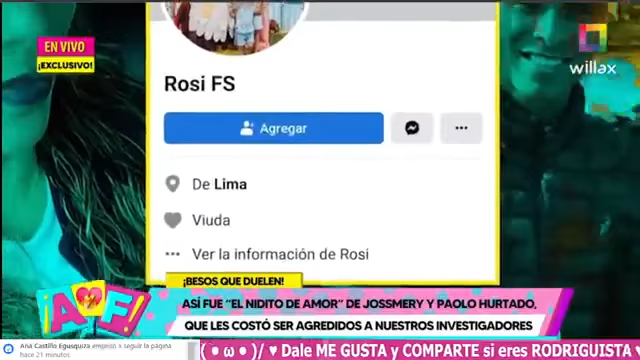 EN VIVO
¡EXCLUSIVO!
willax
Rosi FS
Agregar
De Lima
Viuda
Ver la información de Rosi
¡BESOS QUE DUELEN!
¡A F!
ASÍ FUE "EL NIDITO DE AMOR" DE JOSSMERY Y PAOLO HURTADO,
QUE LES COSTÓ SER AGREDIDOS A NUESTROS INVESTIGADORES
Ana Castillo Egusquiza empezó a seguir la página
hace 21 minutos
( • ω • )/ ♥ Dale ME GUSTA y COMPARTE si eres RODRIGUISTA